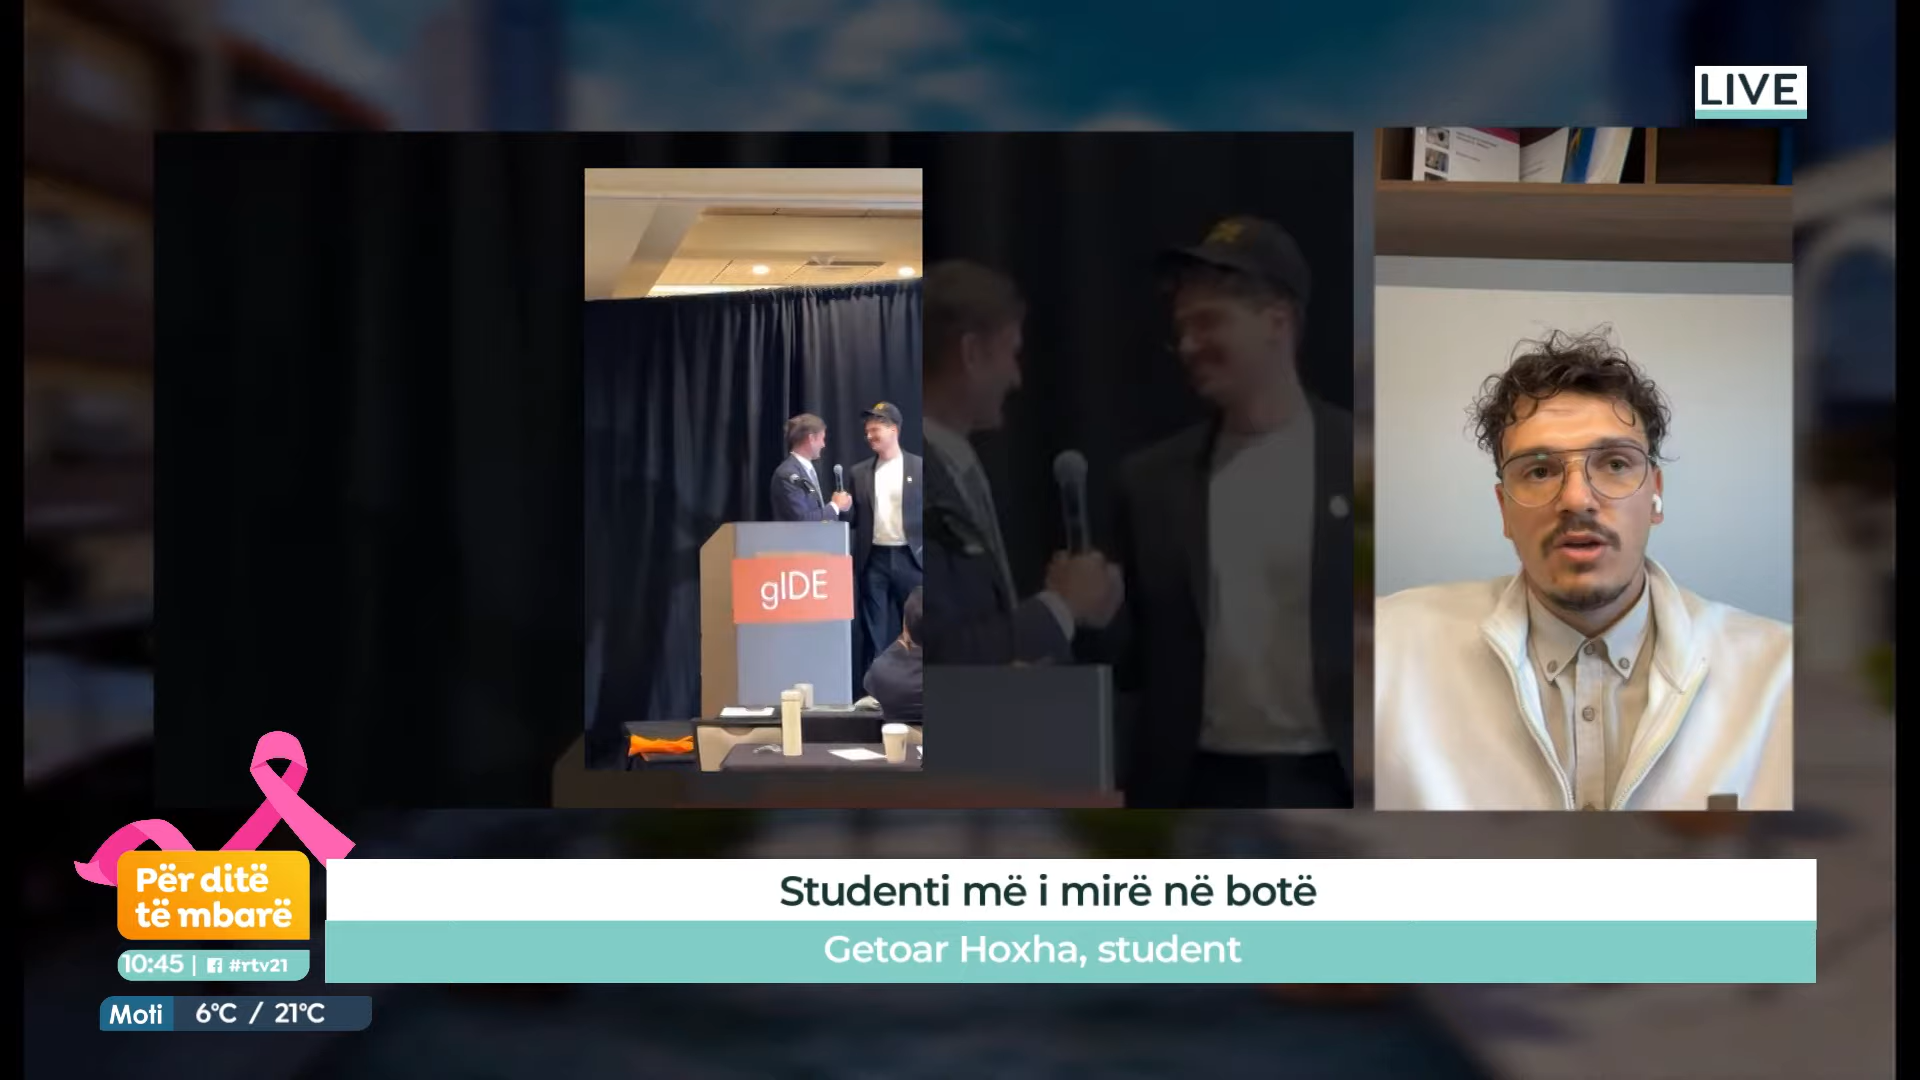 LIVE
gIDE
Studenti më i mirë në botë
Getoar Hoxha, student
Për ditë
të mbarë
10:45 | #rtv21
Moti 6°C / 21°C